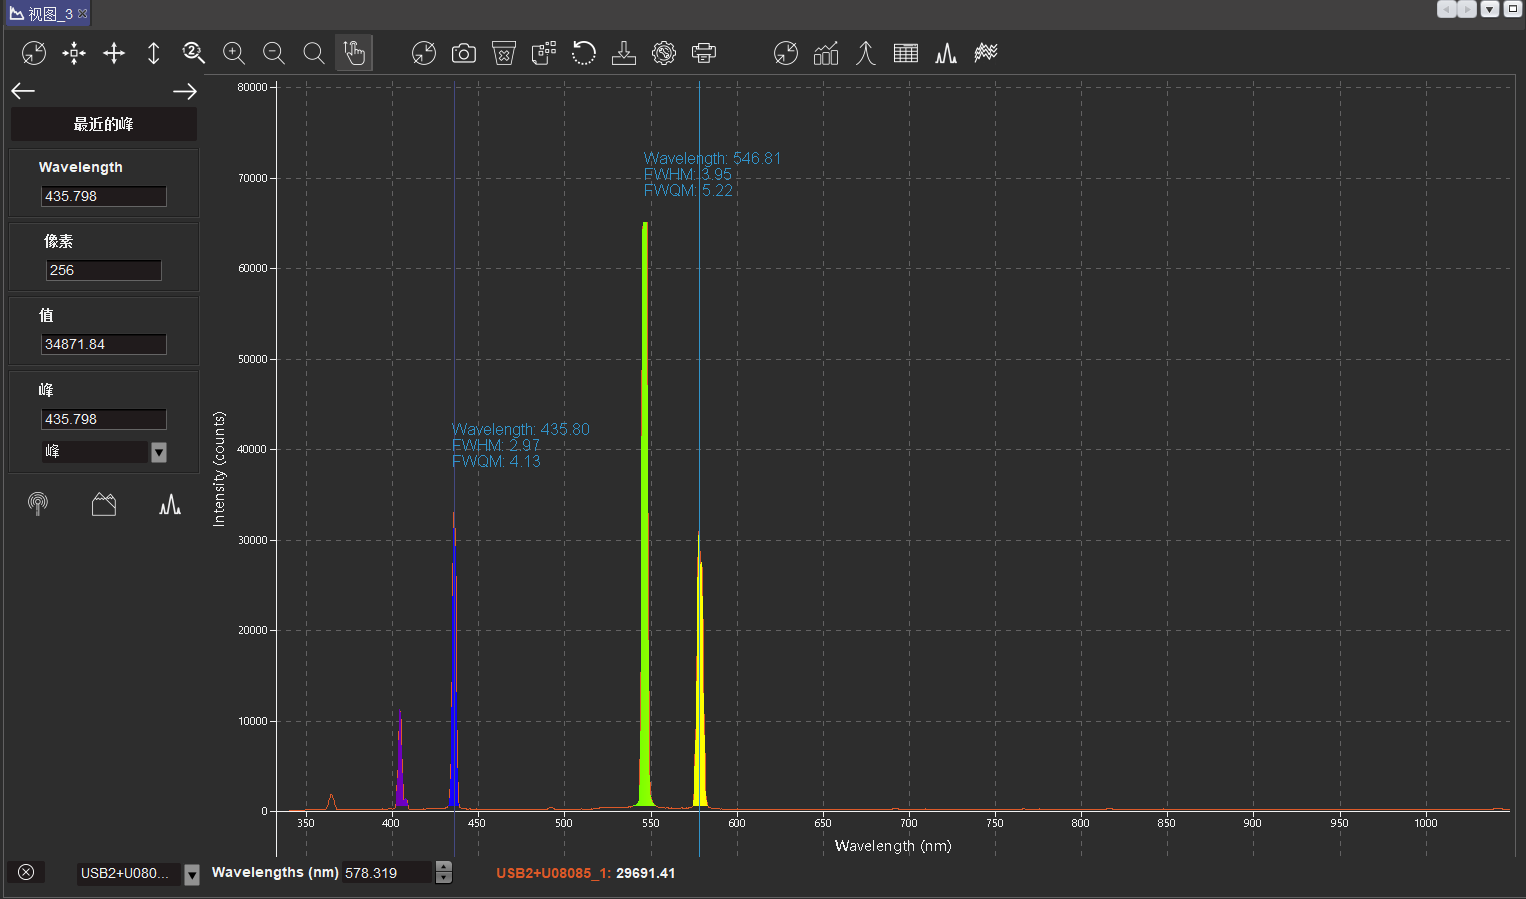 视图_3
最近的峰
Wavelength
435.798
像素
256
值
34871.84
峰
435.798
峰
80000
70000
60000
50000
40000
30000
20000
10000
0
Intensity (counts)
Wavelength: 546.81
FWHM: 3.95
FWQM: 5.22
Wavelength: 435.80
FWHM: 2.97
FWQM: 4.13
350 400 450 500 550 600 650 700 750 800 850 900 950 1000
Wavelength (nm)
USB2+U080... Wavelengths (nm) 578.319 USB2+U08085_1: 29691.41